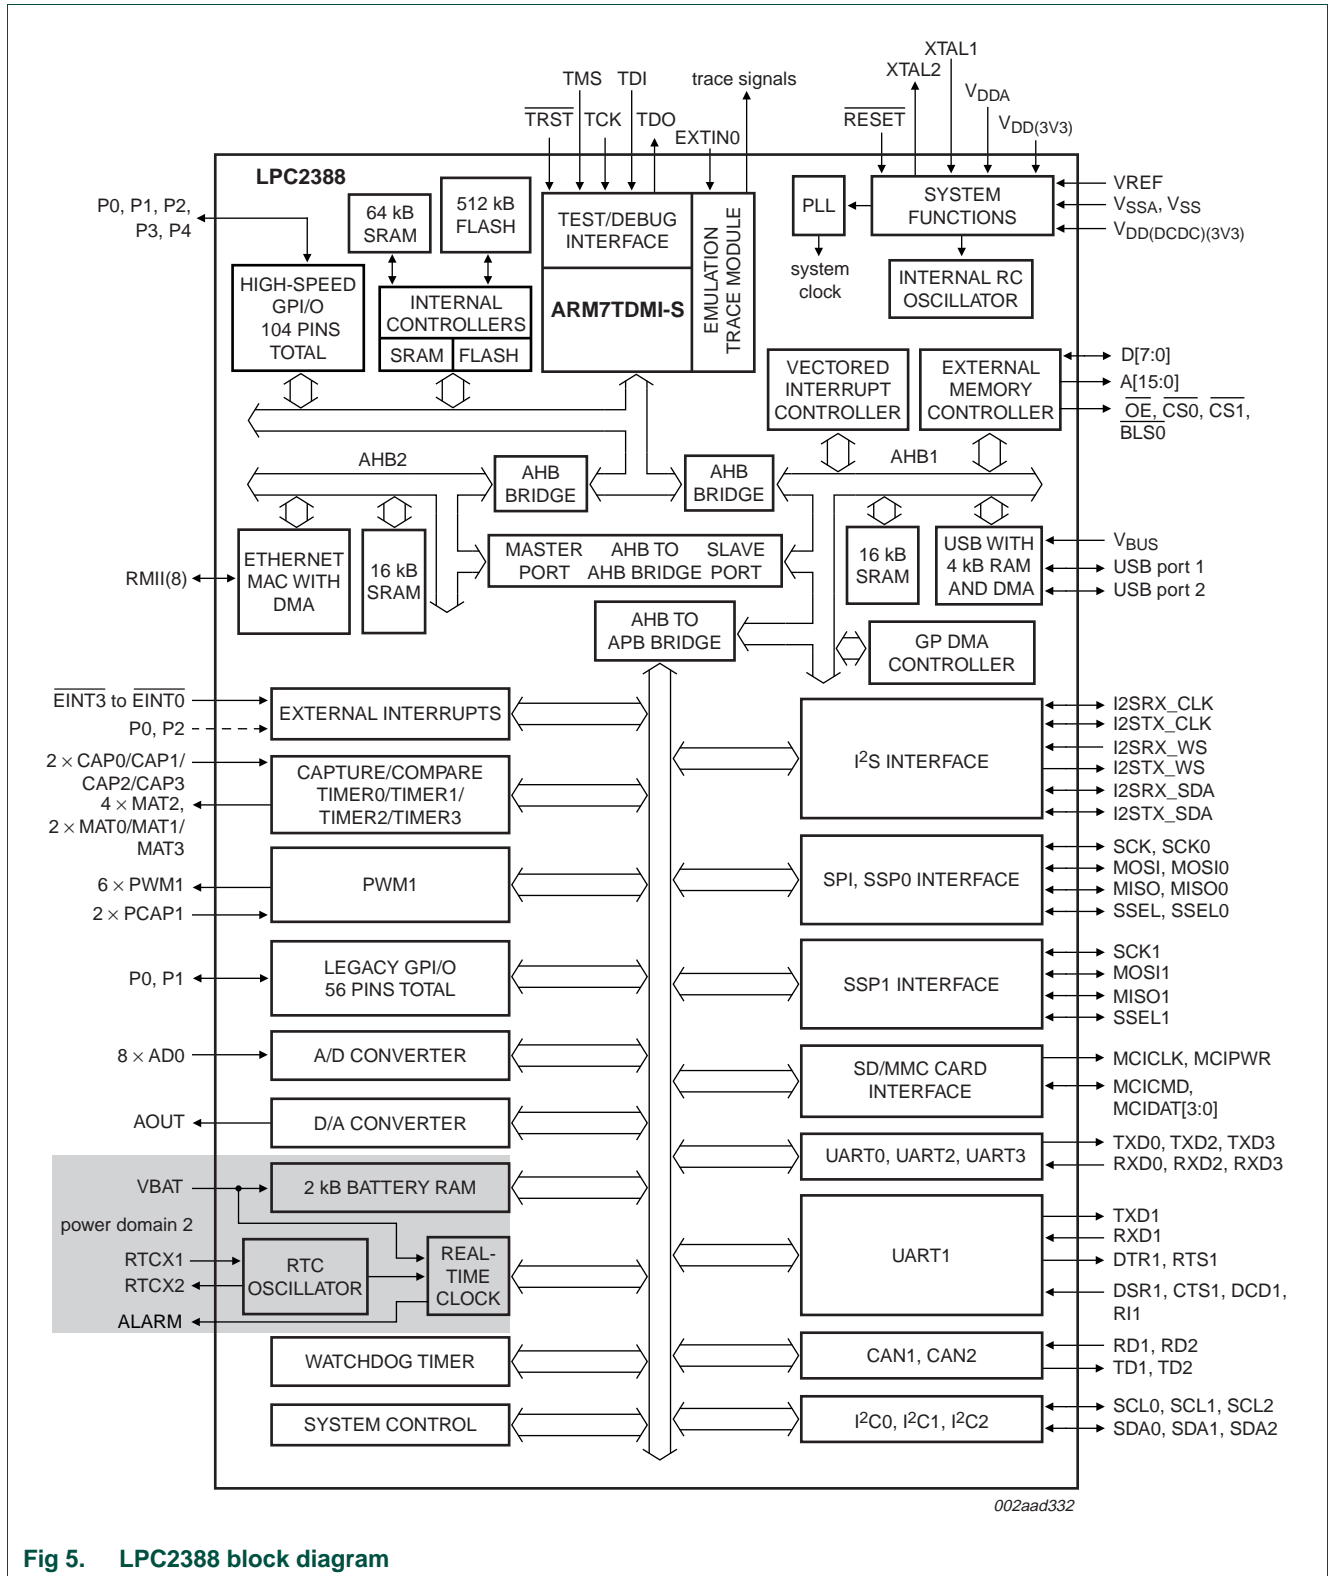 XTAL1
XTAL2
TMS TDI trace signals
VDDA
TRST TCK TDO RESET VDD(3V3)
EXTIN0
LPC2388
P0, P1, P2,
P3, P4
64 kB
SRAM
512 kB
FLASH
TEST/DEBUG
INTERFACE
EMULATION
TRACE MODULE
PLL
SYSTEM
FUNCTIONS
VREF
VSSA, VSS
VDD(DCDC)(3V3)
system
clock
HIGH-SPEED
GPI/O
104 PINS
TOTAL
INTERNAL
CONTROLLERS
SRAM FLASH
ARM7TDMI-S
INTERNAL RC
OSCILLATOR
VECTORED
INTERRUPT
CONTROLLER
EXTERNAL
MEMORY
CONTROLLER
D[7:0]
A[15:0]
OE, CS0, CS1,
BLS0
AHB2
AHB
BRIDGE
AHB
BRIDGE
AHB1
RMII(8)
ETHERNET
MAC WITH
DMA
16 kB
SRAM
MASTER AHB TO SLAVE
PORT AHB BRIDGE PORT
16 kB
SRAM
USB WITH
4 kB RAM
AND DMA
VBUS
USB port 1
USB port 2
AHB TO
APB BRIDGE
GP DMA
CONTROLLER
EINT3 to EINT0
P0, P2
EXTERNAL INTERRUPTS
I2S INTERFACE
I2SRX_CLK
I2STX_CLK
I2SRX_WS
I2STX_WS
I2SRX_SDA
I2STX_SDA
2 × CAP0/CAP1/
CAP2/CAP3
4 × MAT2,
2 × MAT0/MAT1/
MAT3
CAPTURE/COMPARE
TIMER0/TIMER1/
TIMER2/TIMER3
6 × PWM1
2 × PCAP1
PWM1
SPI, SSP0 INTERFACE
SCK, SCK0
MOSI, MOSI0
MISO, MISO0
SSEL, SSEL0
P0, P1
LEGACY GPI/O
56 PINS TOTAL
SSP1 INTERFACE
SCK1
MOSI1
MISO1
SSEL1
8 × AD0
A/D CONVERTER
SD/MMC CARD
INTERFACE
MCICLK, MCIPWR
MCICMD,
MCIDAT[3:0]
AOUT
D/A CONVERTER
UART0, UART2, UART3
TXD0, TXD2, TXD3
RXD0, RXD2, RXD3
VBAT
2 kB BATTERY RAM
power domain 2
RTCX1
RTCX2
ALARM
RTC
OSCILLATOR
REAL-
TIME
CLOCK
UART1
TXD1
RXD1
DTR1, RTS1
DSR1, CTS1, DCD1,
RI1
WATCHDOG TIMER
CAN1, CAN2
RD1, RD2
TD1, TD2
SYSTEM CONTROL
I2C0, I2C1, I2C2
SCL0, SCL1, SCL2
SDA0, SDA1, SDA2
002aad332
Fig 5. LPC2388 block diagram